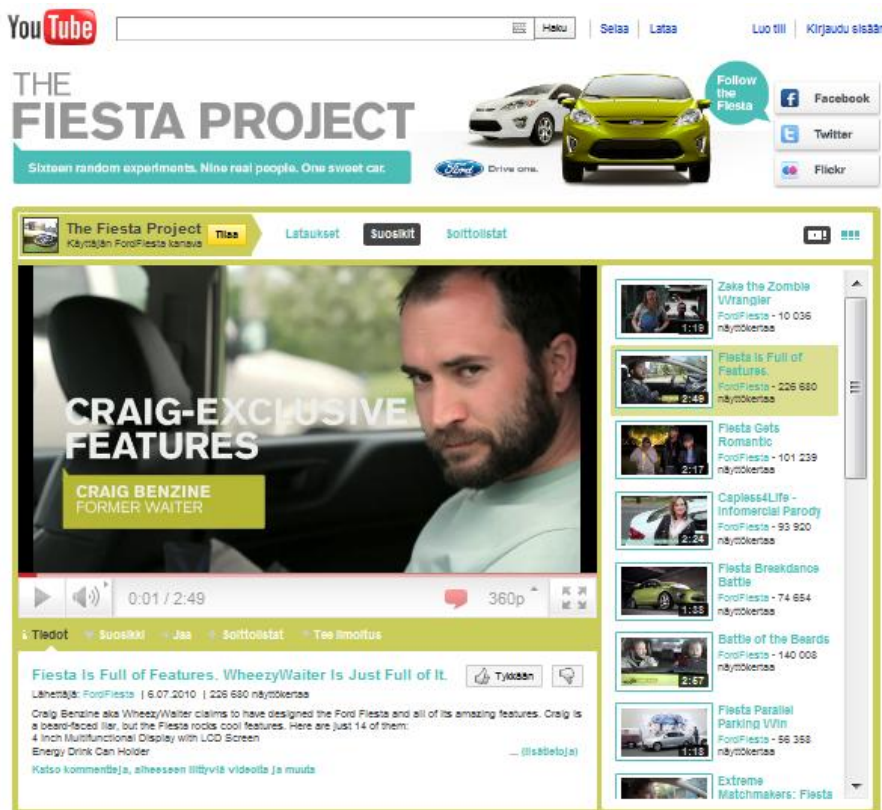 YouTube
Haku
Selaa
Lataa
Luo tili
Kirjaudu sisään
THE
FIESTA PROJECT
Sixteen random experiments. Nine real people. One sweet car.
Ford Drive one.
Follow
the
Fiesta
Facebook
Twitter
Flickr
The Fiesta Project
Käyttäjän FordFiesta kanava
Tilaa
Lataukset
Suosikit
Soittolistat
CRAIG-EXCLUSIVE
FEATURES
CRAIG BENZINE
FORMER WAITER
0:01 / 2:49
360p
Tiedot
Suosikki
Jaa
Soittolistat
Tee ilmoitus
Fiesta Is Full of Features. WheezyWaiter Is Just Full of It.
Tykkään
Lähettäjä: FordFiesta | 6.07.2010 | 226 680 näyttökertaa
Craig Benzine aka WheezyWaiter claims to have designed the Ford Fiesta and all of its amazing features. Craig is
a beard-faced liar, but the Fiesta rocks cool features. Here are just 14 of them:
4 Inch Multifunctional Display with LCD Screen
Energy Drink Can Holder
... (lisätietoja)
Katso kommentteja, aiheeseen liittyviä videoita ja muuta
Zeke the Zombie
Wrangler
FordFiesta - 10 036
näyttökertaa
1:19
Fiesta Is Full of
Features.
FordFiesta - 226 680
näyttökertaa
2:49
Fiesta Gets
Romantic
FordFiesta - 101 239
näyttökertaa
2:17
Capless4Life -
Infomercial Parody
FordFiesta - 93 920
näyttökertaa
2:24
Fiesta Breakdance
Battle
FordFiesta - 74 654
näyttökertaa
1:38
Battle of the Beards
FordFiesta - 140 008
näyttökertaa
2:57
Fiesta Parallel
Parking Win
FordFiesta - 56 358
näyttökertaa
1:18
Extreme
Matchmakers: Fiesta